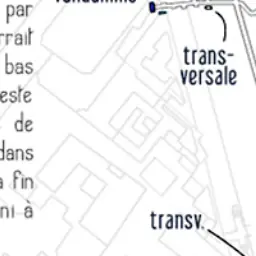 par
rrait
bas
este
de
dans
a fin
ni à
trans-
versale
transv.